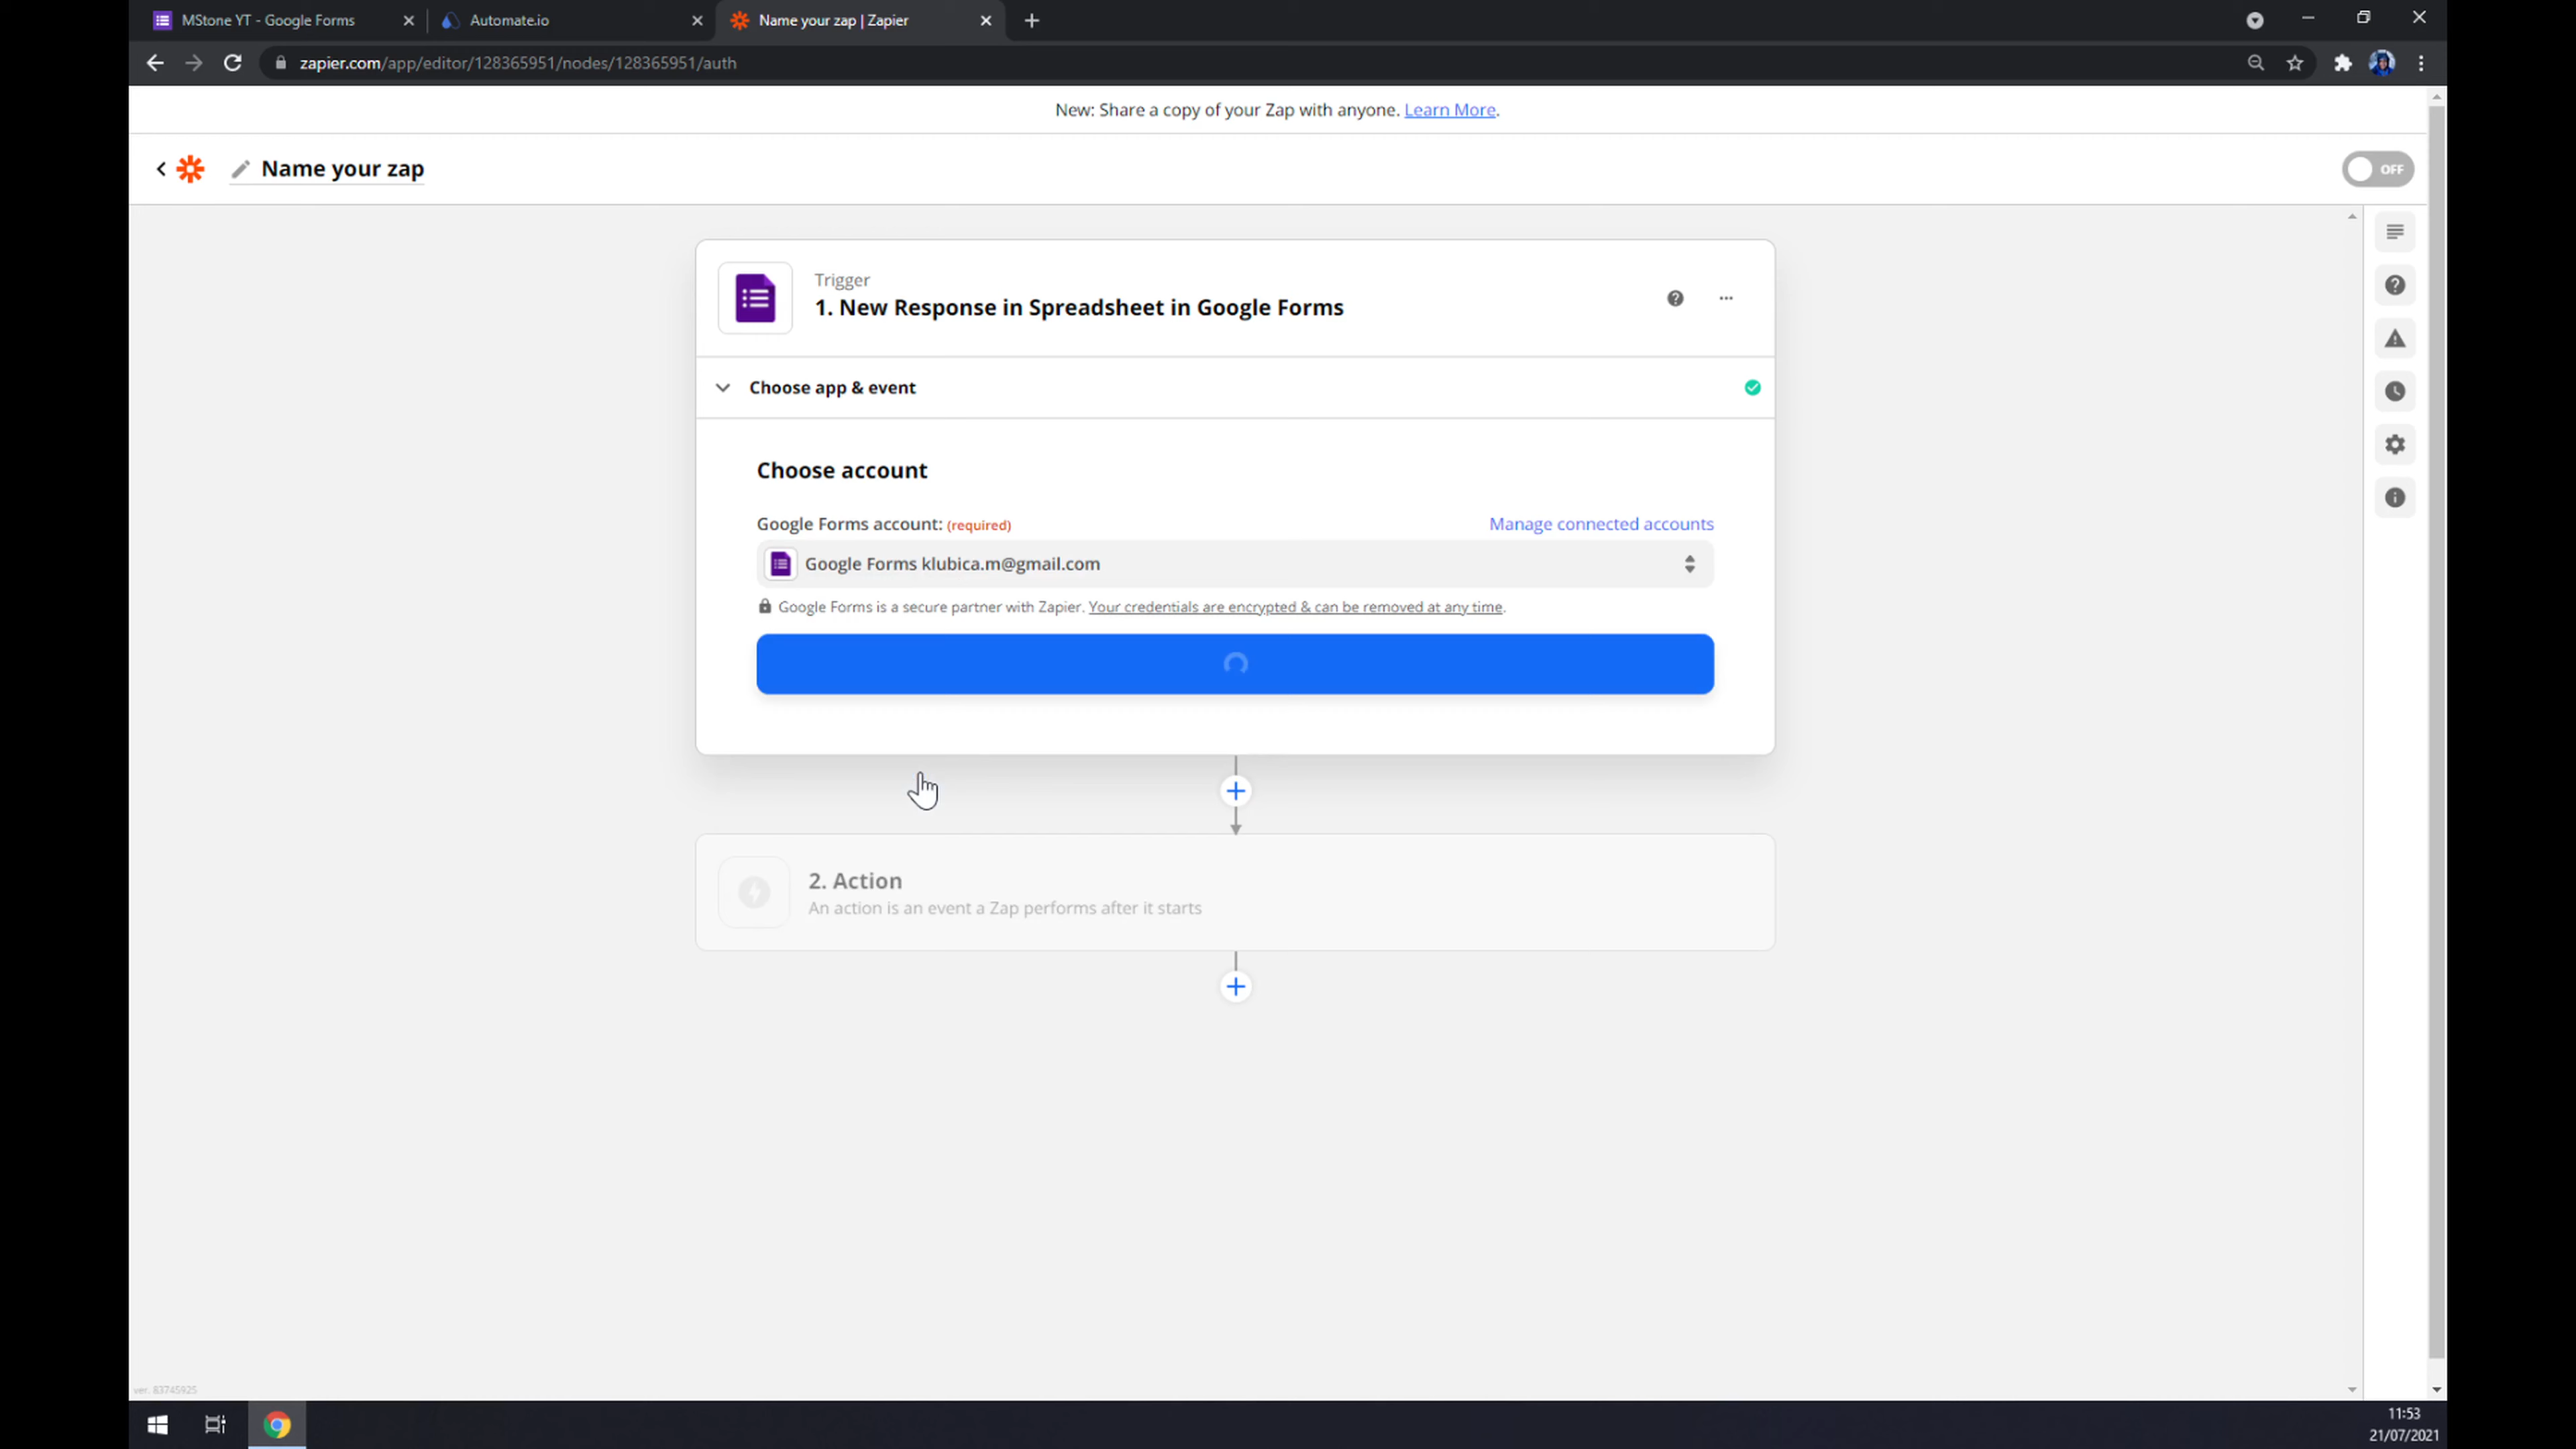 MStone YT - Google Forms
Automate.io
Name your zap | Zapier
zapier.com/app/editor/128365951/nodes/128365951/auth
New: Share a copy of your Zap with anyone. Learn More.
Name your zap
OFF
Trigger
1. New Response in Spreadsheet in Google Forms
Choose app & event
Choose account
Google Forms account: (required)
Manage connected accounts
Google Forms klubica.m@gmail.com
Google Forms is a secure partner with Zapier. Your credentials are encrypted & can be removed at any time.
2. Action
An action is an event a Zap performs after it starts
ver. 83745925
11:53
21/07/2021